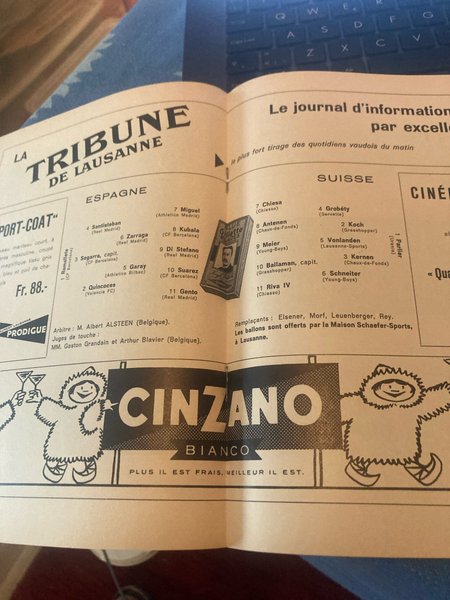 LA
TRIBUNE
DE LAUSANNE
Le journal d'information
par excelle
le plus fort tirage des quotidiens vaudois du matin
ESPAGNE
SUISSE
PORT-COAT"
Fr. 88.-
PRODIGUE
4 Santisteban
(Real Madrid)
3 Segarra, capit.
(CF Barcelona)
2 Quincoces
(Valencia FC)
6 Zarraga
(Real Madrid)
5 Garay
(Athletico Bilbao)
7 Miguel
(Athletico Madrid)
8 Kubala
(CF Barcelona)
9 Di Stefano
(Real Madrid)
10 Suarez
(CF Barcelona)
11 Gento
(Real Madrid)
7 Chiesa
(Chiasso)
8 Antenen
(Chaux-de-Fonds)
9 Meier
(Young-Boys)
10 Ballaman, capit.
(Grasshopper)
11 Riva IV
(Chiasso)
4 Grobéty
(Servette)
2 Koch
(Grasshopper)
5 Vonlanden
(Lausanne-Sports)
3 Kernen
(Chaux-de-Fonds)
6 Schneiter
(Young-Boys)
1 Parlier
Arbitre : M. Albert ALSTEEN (Belgique).
Juges de touche :
MM. Gaston Grandain et Arthur Blavier (Belgique).
Remplaçants : Elsener, Morf, Leuenberger, Rey.
Les ballons sont offerts par la Maison Schaefer-Sports,
à Lausanne.
CINÉ
"Qua
CINZANO
BIANCO
PLUS IL EST FRAIS, MEILLEUR IL EST.